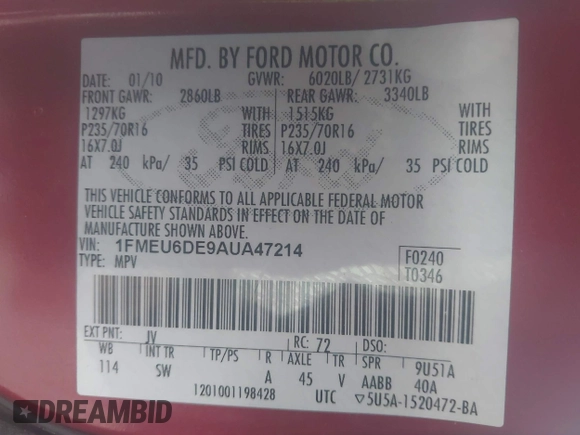 MFD. BY FORD MOTOR CO.
DATE: 01/10 GVWR: 6020LB/ 2731KG
FRONT GAWR: 2860LB REAR GAWR: 3340LB
1297KG WITH 1515KG WITH
P235/70R16 TIRES P235/70R16 TIRES
16X7.0J RIMS 16X7.0J RIMS
AT 240 kPa/ 35 PSI COLD AT 240 kPa/ 35 PSI COLD
THIS VEHICLE CONFORMS TO ALL APPLICABLE FEDERAL MOTOR
VEHICLE SAFETY STANDARDS IN EFFECT ON THE DATE OF
MANUFACTURE SHOWN ABOVE.
VIN: 1FMEU6DE9AUA47214 F0240
TYPE: MPV T0346
EXT PNT: JV RC: 72 DSO:
WB INT TR TP/PS R AXLE TR SPR 9U51A
114 SW A 45 V AABB 40A
1201001198428 UTC ▽5U5A-1520472-BA
DREAMBID